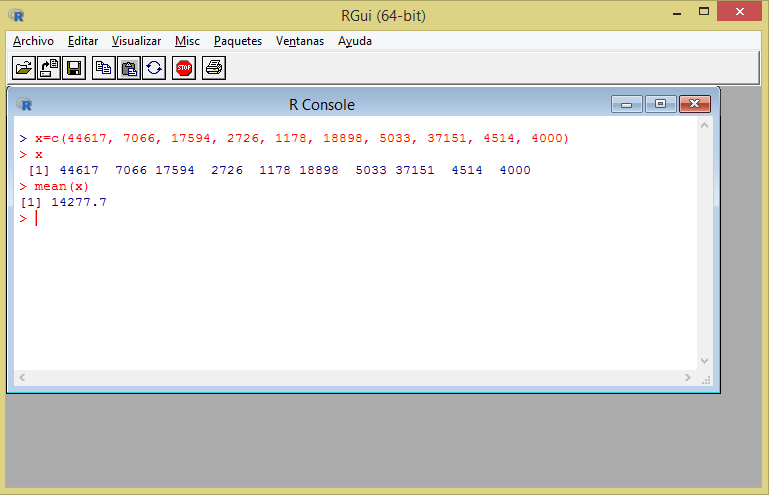 RGui (64-bit)
Archivo Editar Visualizar Misc Paquetes Ventanas Ayuda
STOP
R Console
> x=c(44617, 7066, 17594, 2726, 1178, 18898, 5033, 37151, 4514, 4000)
> x
 [1] 44617  7066 17594  2726  1178 18898  5033 37151  4514  4000
> mean(x)
[1] 14277.7
>